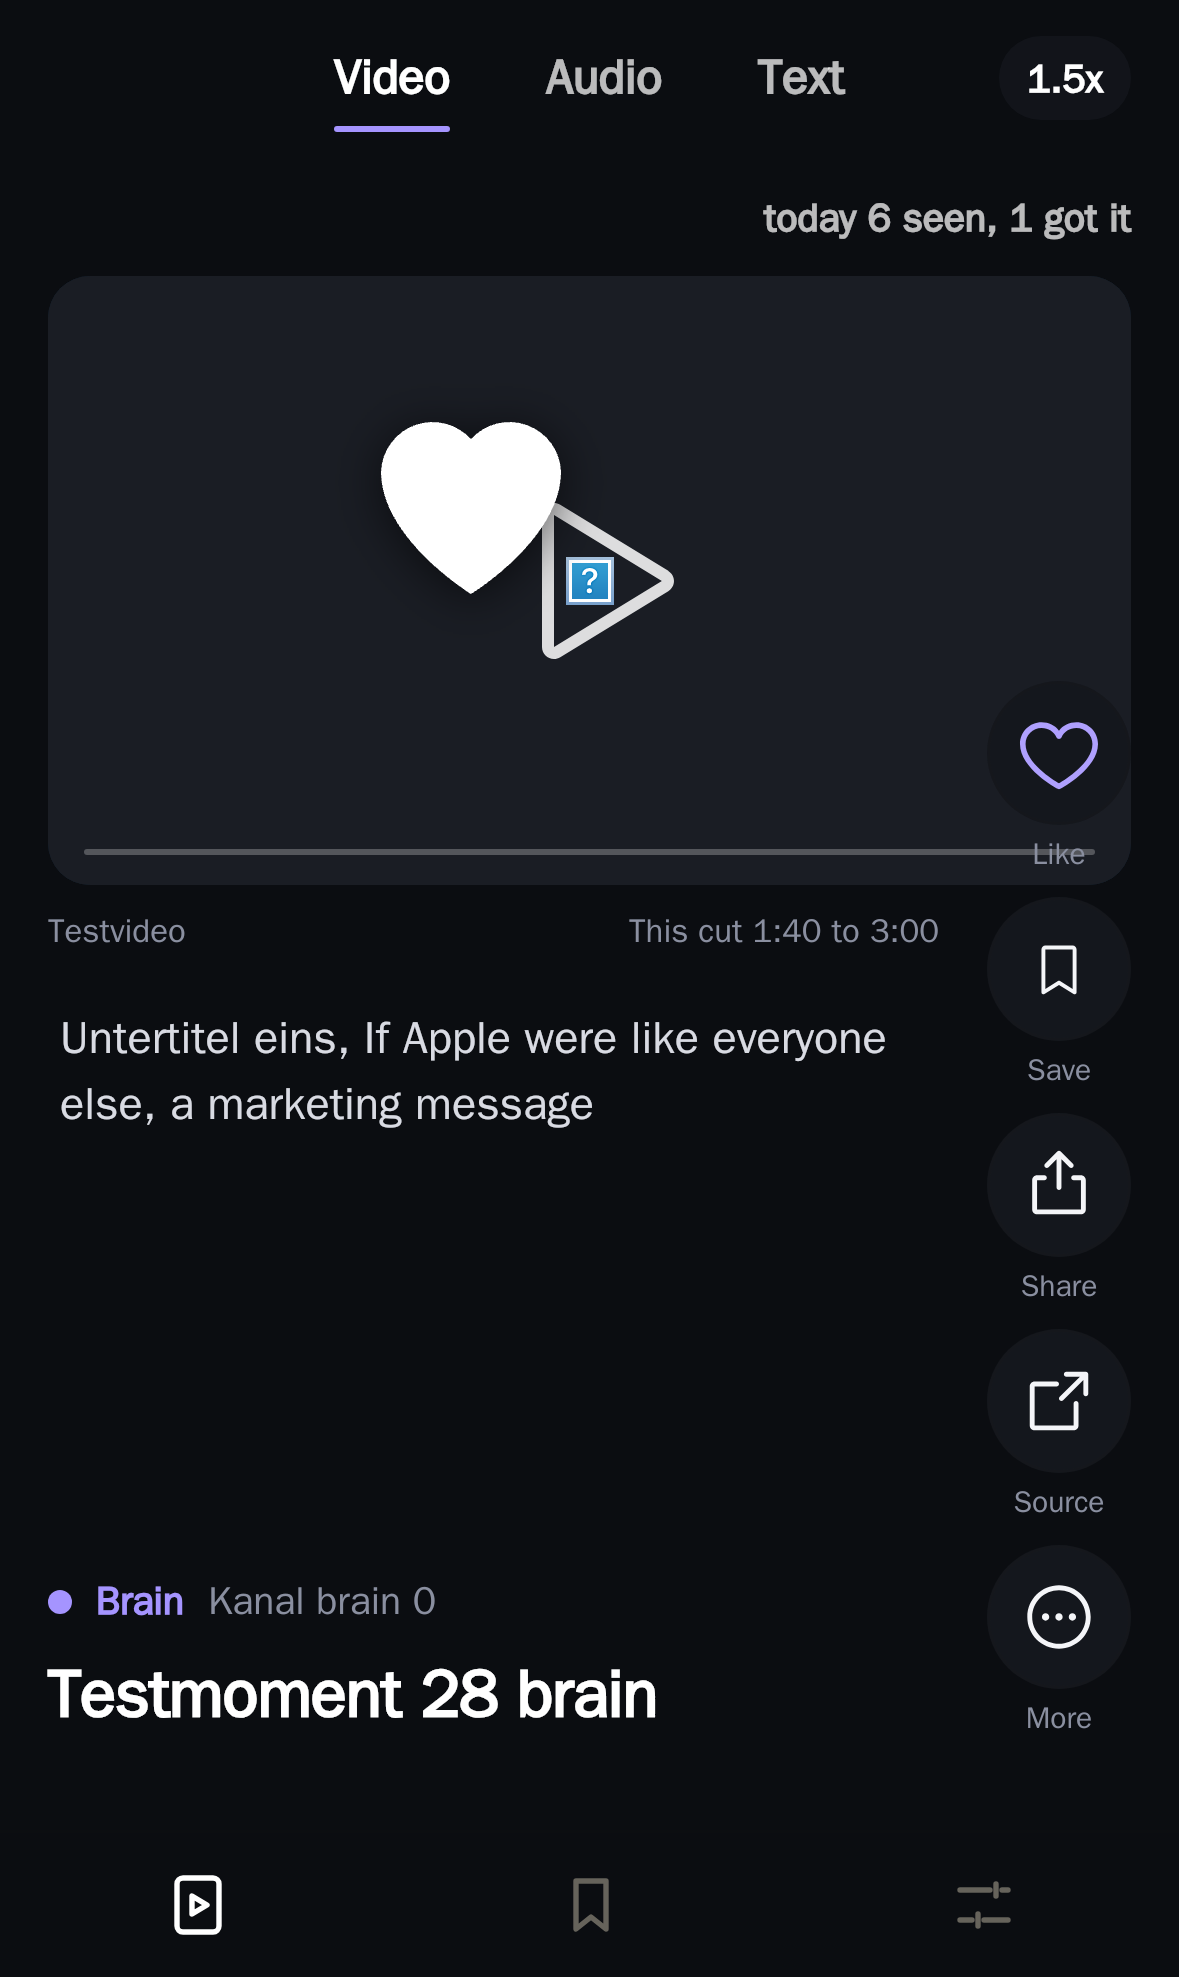 Video Audio Text 1.5x
today 6 seen, 1 got it
?
Like
Testvideo This cut 1:40 to 3:00
Untertitel eins, If Apple were like everyone
else, a marketing message
Save
Share
Source
Brain Kanal brain 0
Testmoment 28 brain
More